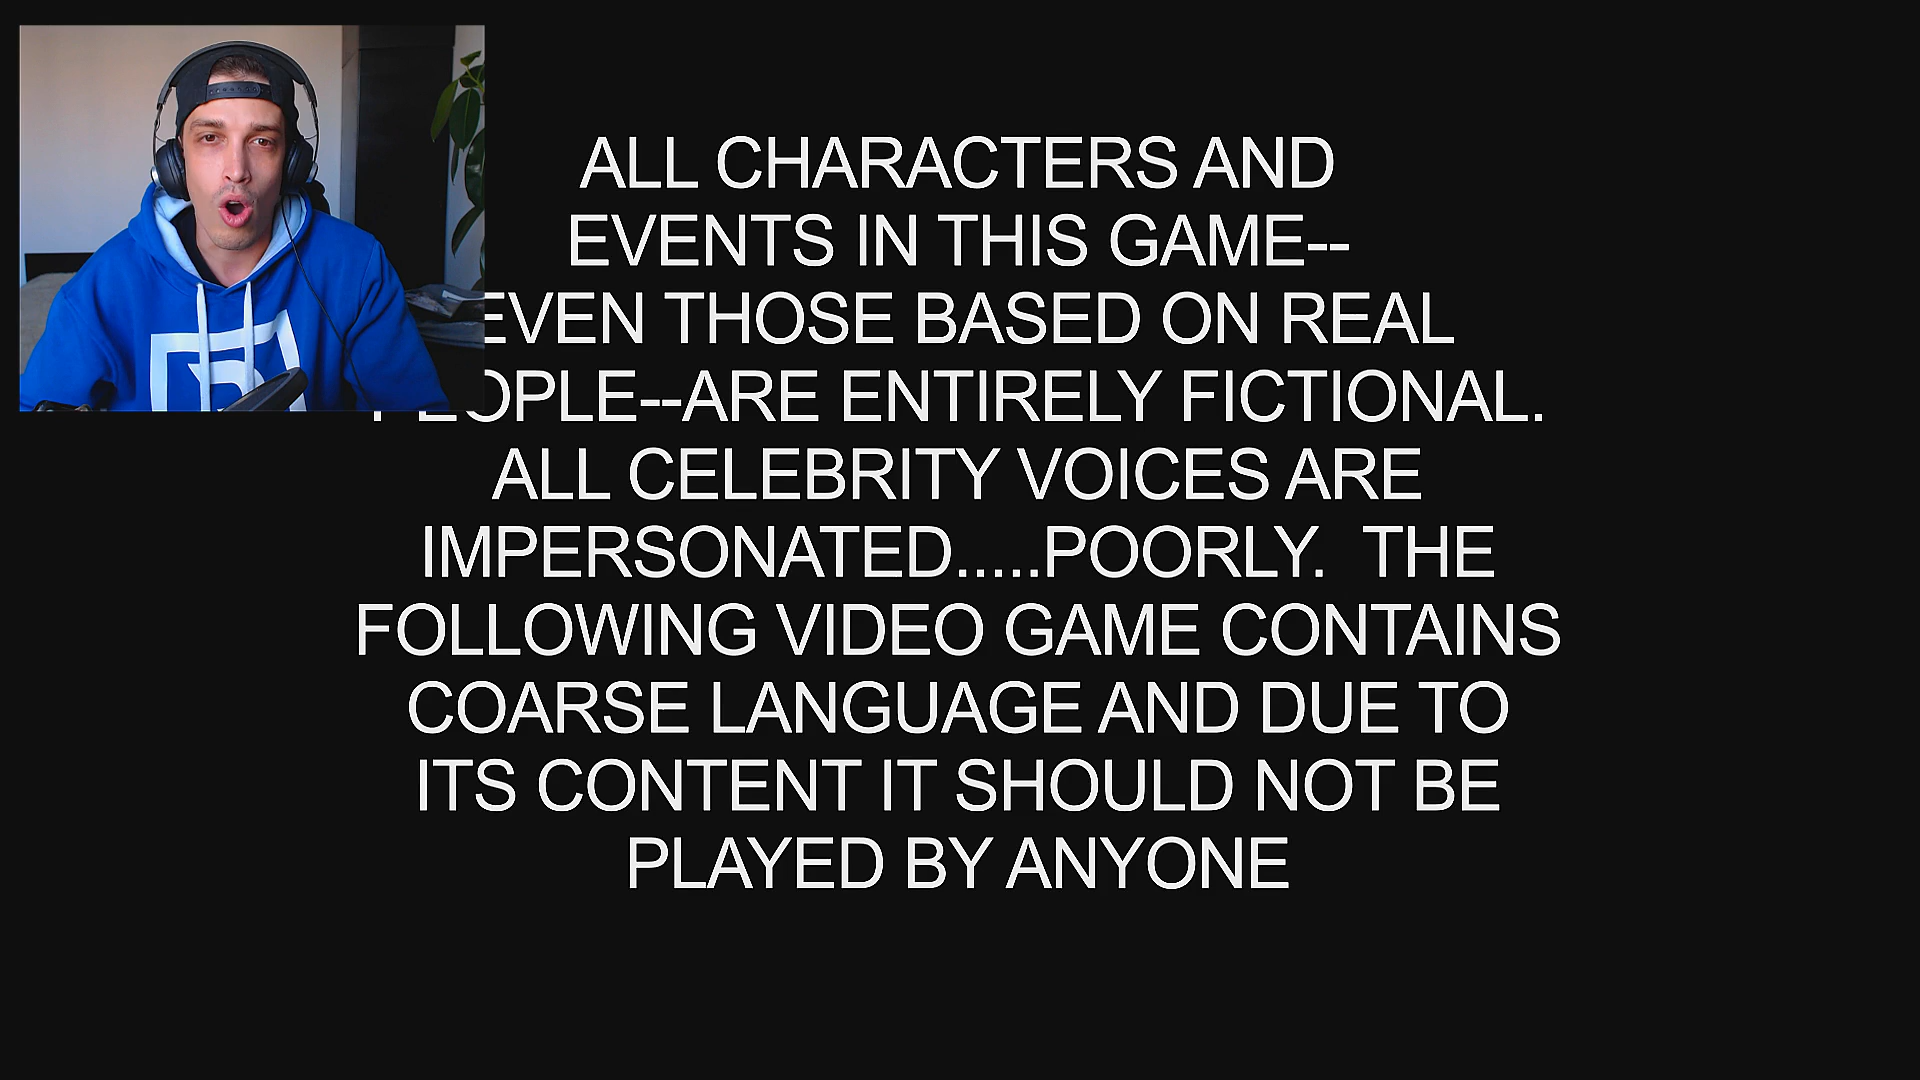 ALL CHARACTERS AND
EVENTS IN THIS GAME--
EVEN THOSE BASED ON REAL
PEOPLE--ARE ENTIRELY FICTIONAL.
ALL CELEBRITY VOICES ARE
IMPERSONATED.....POORLY. THE
FOLLOWING VIDEO GAME CONTAINS
COARSE LANGUAGE AND DUE TO
ITS CONTENT IT SHOULD NOT BE
PLAYED BY ANYONE